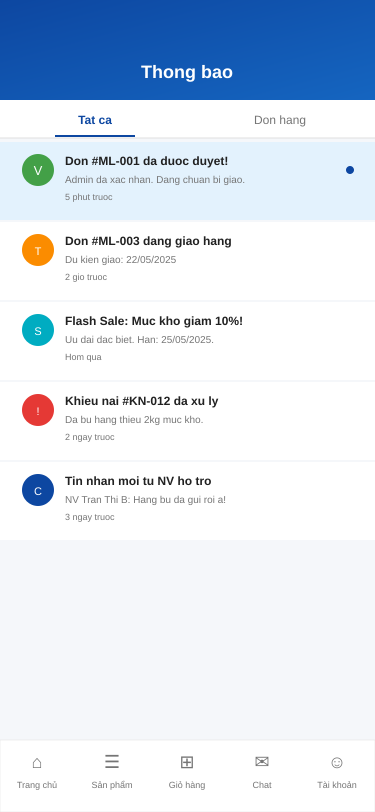 Thong bao
Tat ca
Don hang
V
Don #ML-001 da duoc duyet!
Admin da xac nhan. Dang chuan bi giao.
5 phut truoc
T
Don #ML-003 dang giao hang
Du kien giao: 22/05/2025
2 gio truoc
S
Flash Sale: Muc kho giam 10%!
Uu dai dac biet. Han: 25/05/2025.
Hom qua
!
Khieu nai #KN-012 da xu ly
Da bu hang thieu 2kg muc kho.
2 ngay truoc
C
Tin nhan moi tu NV ho tro
NV Tran Thi B: Hang bu da gui roi a!
3 ngay truoc
Trang chủ
Sản phẩm
Giỏ hàng
Chat
Tài khoản